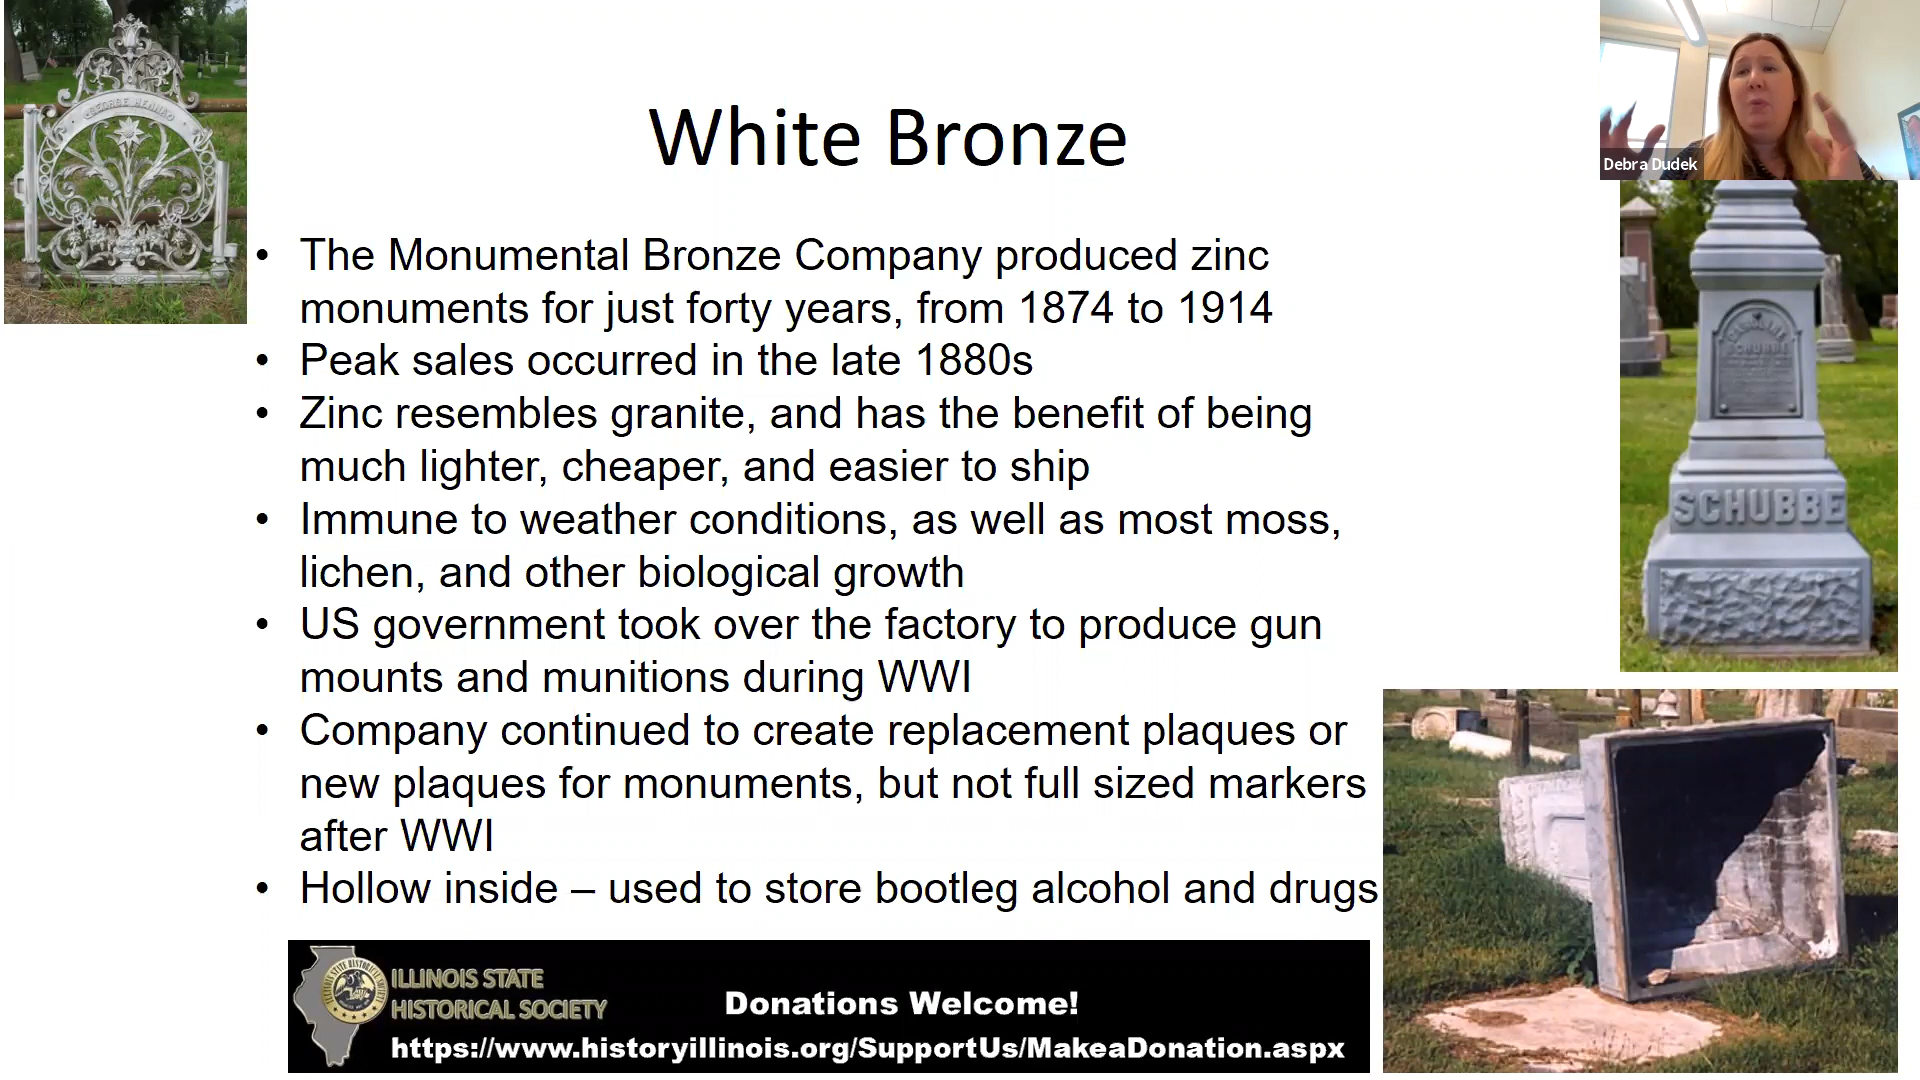 GEORGE HENNING
White Bronze
Debra Dudek
• The Monumental Bronze Company produced zinc
monuments for just forty years, from 1874 to 1914
• Peak sales occurred in the late 1880s
• Zinc resembles granite, and has the benefit of being
much lighter, cheaper, and easier to ship
• Immune to weather conditions, as well as most moss,
lichen, and other biological growth
• US government took over the factory to produce gun
mounts and munitions during WWI
• Company continued to create replacement plaques or
new plaques for monuments, but not full sized markers
after WWI
• Hollow inside – used to store bootleg alcohol and drugs
SCHUBBE
SCHUBBE
ILLINOIS STATE
HISTORICAL SOCIETY
Donations Welcome!
https://www.historyillinois.org/SupportUs/MakeaDonation.aspx